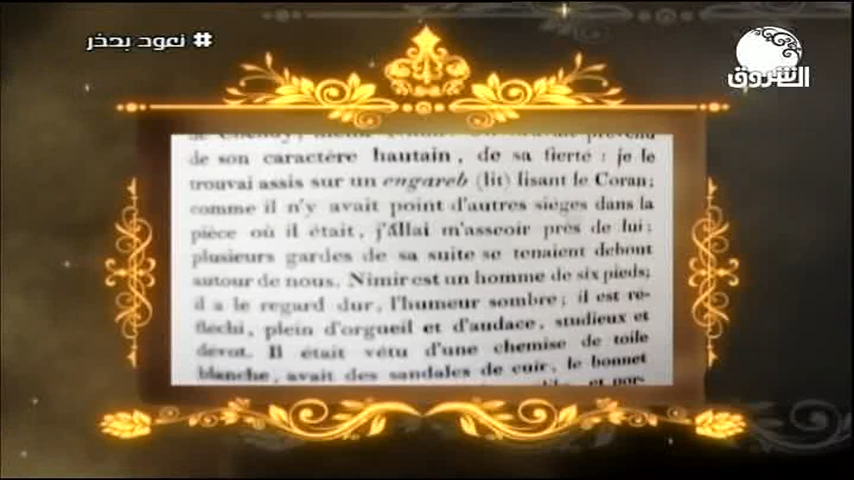 # نعود بحذر
الشروق
de son caractère hautain, de sa fierté : je le
trouvai assis sur un engareb (lit) lisant le Coran;
comme il n'y avait point d'autres sièges dans la
pièce où il était, j'allai m'asseoir près de lui;
plusieurs gardes de sa suite se tenaient debout
autour de nous. Nimir est un homme de six pieds;
il a le regard dur, l'humeur sombre; il est ré-
fléchi, plein d'orgueil et d'audace, studieux et
dévot. Il était vêtu d'une chemise de toile
blanche, avait des sandales de cuir, le bonnet